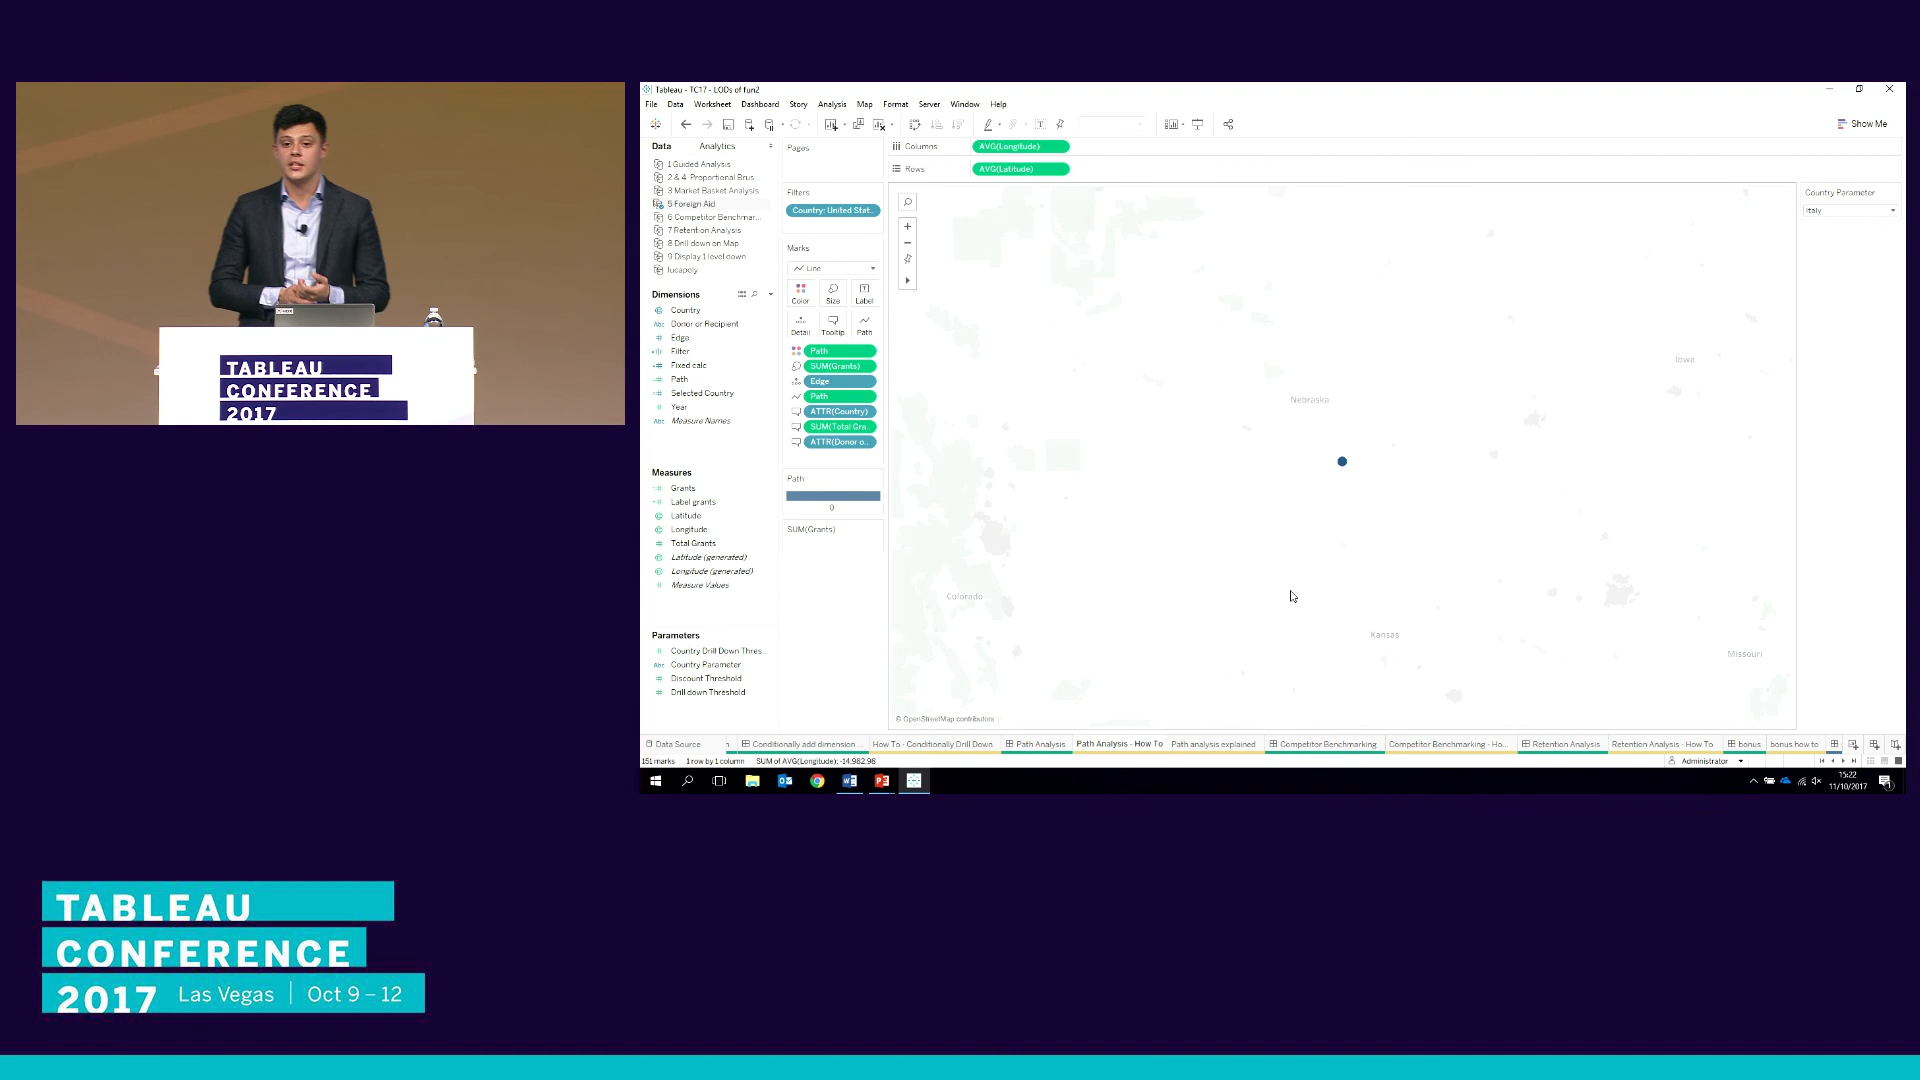 TABLEAU
CONFERENCE
2017
Tableau - TC17 - LODs of fun2
File Data Worksheet Dashboard Story Analysis Map Format Server Window Help
Show Me
Data Analytics
1 Guided Analysis
2 & 4 Proportional Brus
3 Market Basket Analysis
5 Foreign Aid
6 Competitor Benchmar...
7 Retention Analysis
8 Drill down on Map
9 Display 1 level down
lucapoly
Dimensions
Country
Abc Donor or Recipient
Edge
Filter
Fixed calc
Path
Selected Country
Year
Abc Measure Names
Measures
Grants
Label grants
Latitude
Longitude
Total Grants
Latitude (generated)
Longitude (generated)
Measure Values
Parameters
Country Drill Down Thres...
Abc Country Parameter
Discount Threshold
Drill down Threshold
Pages
Filters
Country: United Stat..
Marks
Line
Color Size Label
Detail Tooltip Path
Path
SUM(Grants)
Edge
Path
ATTR(Country)
SUM(Total Gra..
ATTR(Donor o..
Path
0
SUM(Grants)
Columns AVG(Longitude)
Rows AVG(Latitude)
Iowa
Nebraska
Colorado
Kansas
Missouri
© OpenStreetMap contributors
Country Parameter
Italy
Data Source Conditionally add dimension ... How To - Conditionally Drill Down Path Analysis Path Analysis - How To Path analysis explained Competitor Benchmarking Competitor Benchmarking - Ho... Retention Analysis Retention Analysis - How To bonus bonus how to
151 marks 1 row by 1 column SUM of AVG(Longitude): -14,982.98 Administrator
15:22
11/10/2017
TABLEAU
CONFERENCE
2017 Las Vegas | Oct 9 – 12